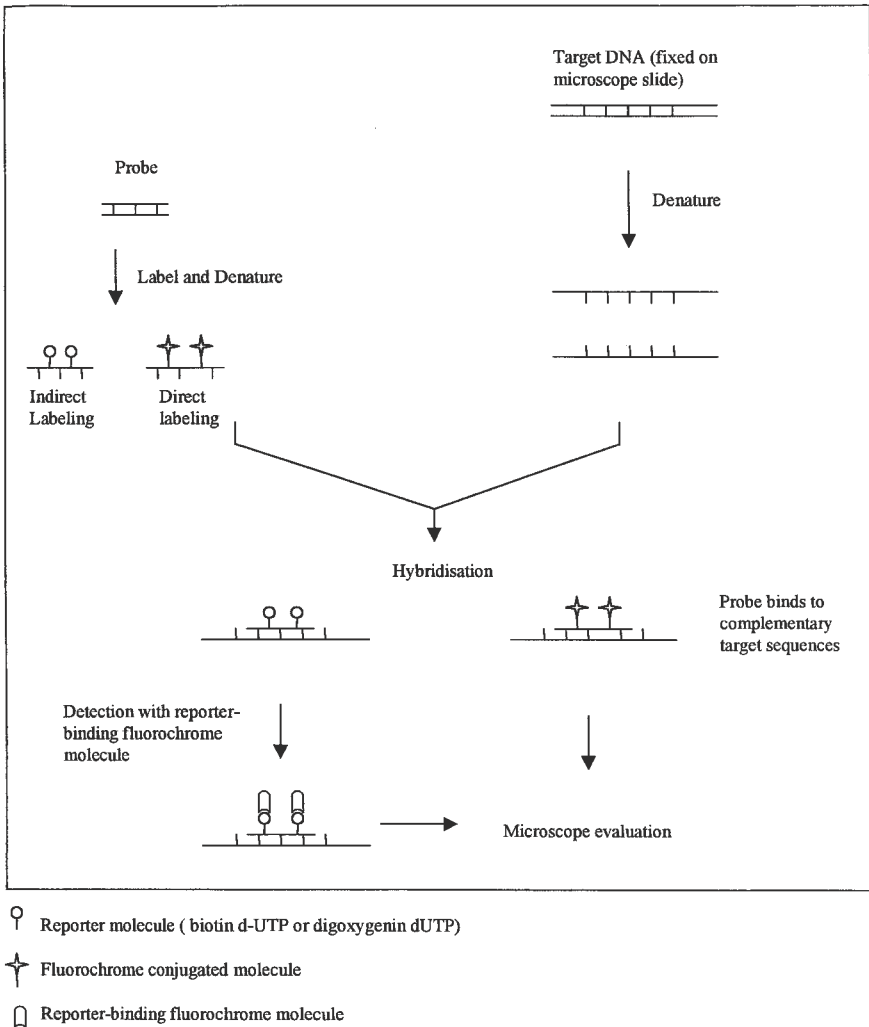 Target DNA (fixed on
microscope slide)
Probe
Denature
Label and Denature
Indirect
Labeling
Direct
labeling
Hybridisation
Probe binds to
complementary
target sequences
Detection with reporter-
binding fluorochrome
molecule
Microscope evaluation
Reporter molecule ( biotin d-UTP or digoxygenin dUTP)
Fluorochrome conjugated molecule
Reporter-binding fluorochrome molecule